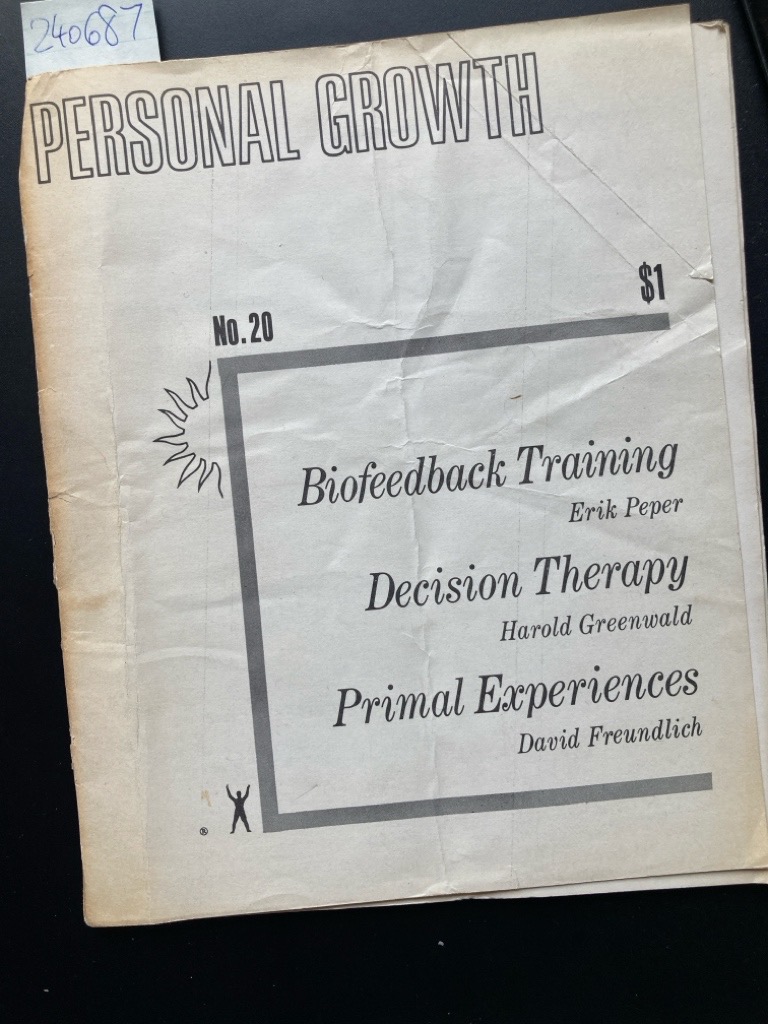 240687
PERSONAL GROWTH
$1
No.20
Biofeedback Training
Erik Peper
Decision Therapy
Harold Greenwald
Primal Experiences
David Freundlich
®